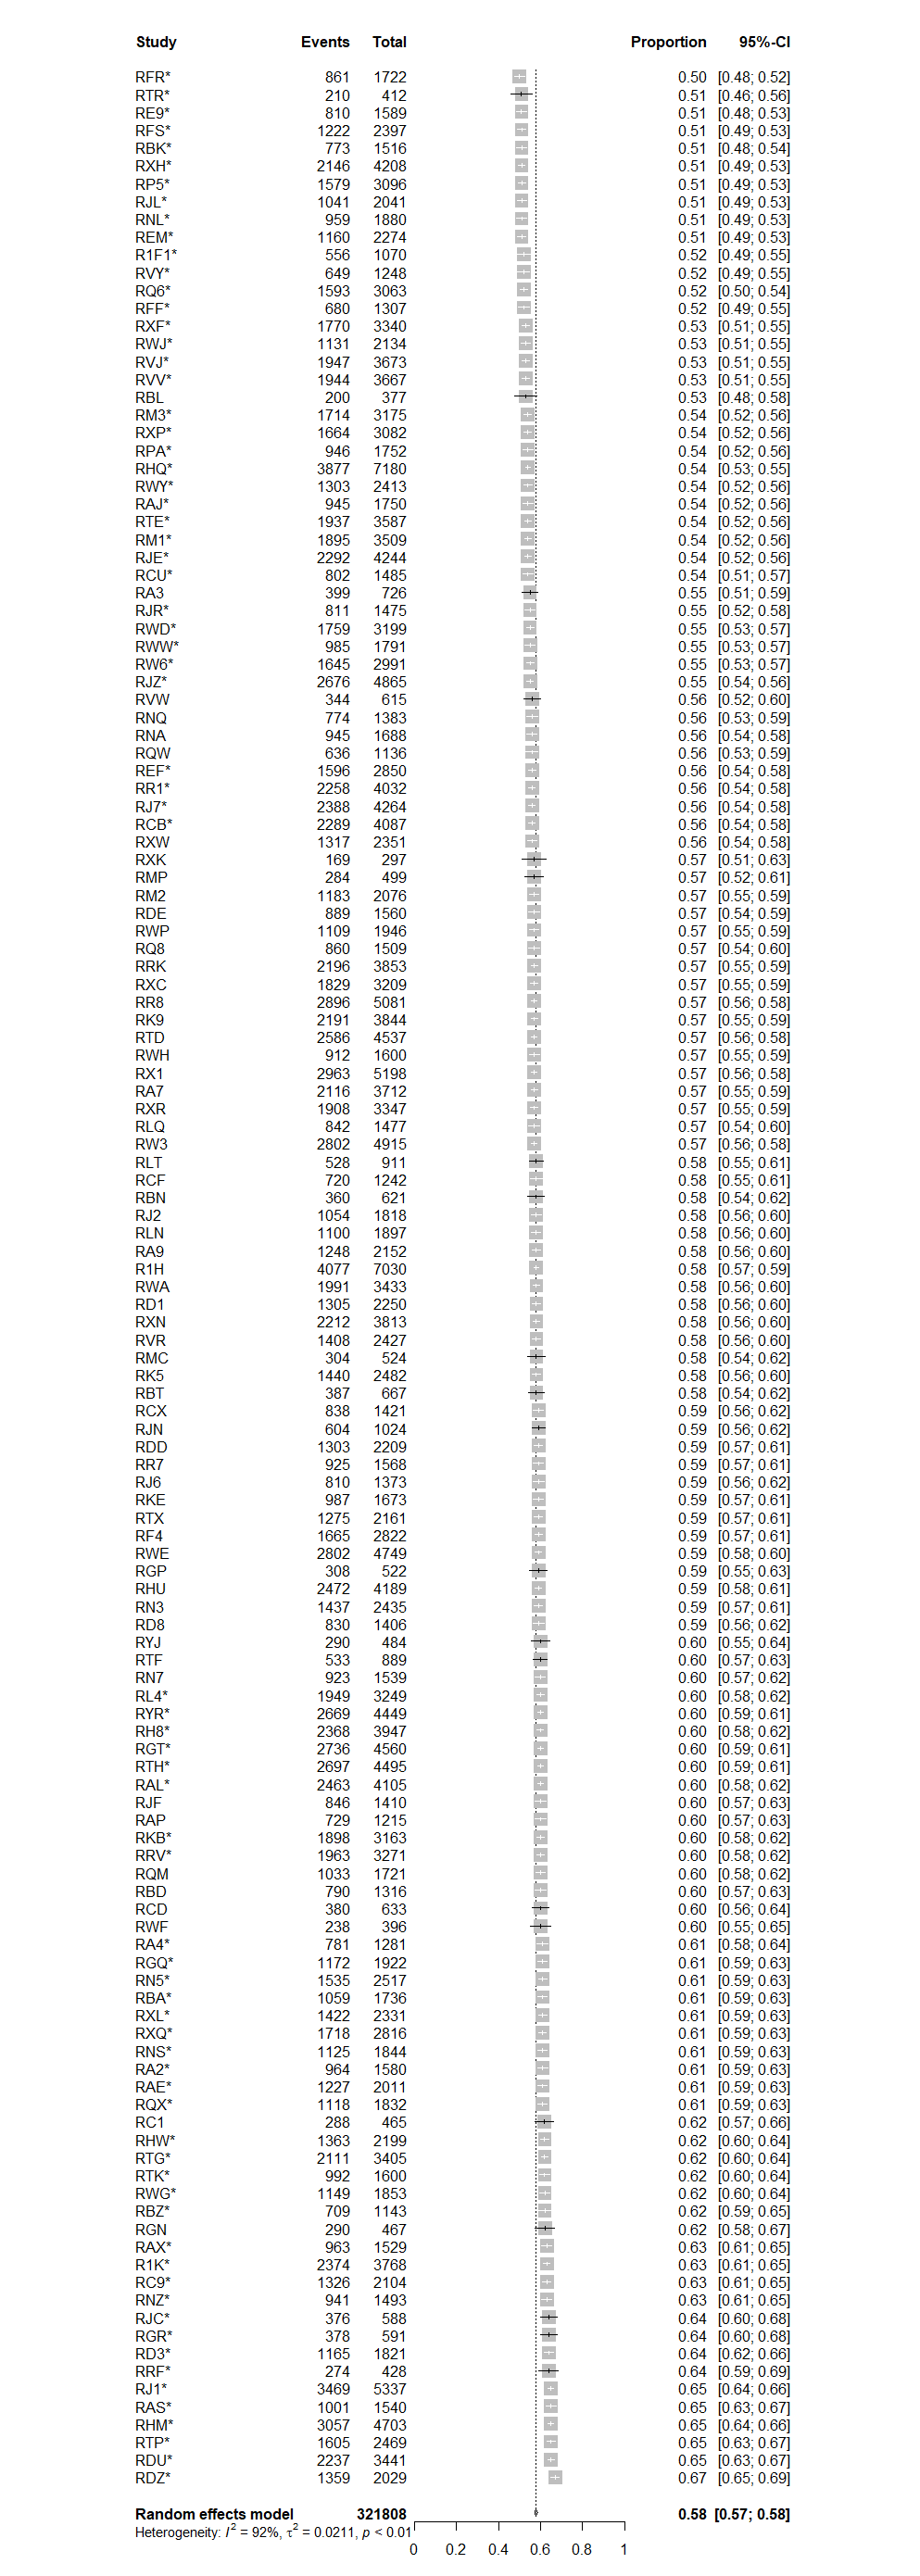 Study Events Total Proportion 95%-CI
RFR* 861 1722 0.50 [0.48; 0.52]
RTR* 210 412 0.51 [0.46; 0.56]
RE9* 810 1589 0.51 [0.48; 0.53]
RFS* 1222 2397 0.51 [0.49; 0.53]
RBK* 773 1516 0.51 [0.48; 0.54]
RXH* 2146 4208 0.51 [0.49; 0.53]
RP5* 1579 3096 0.51 [0.49; 0.53]
RJL* 1041 2041 0.51 [0.49; 0.53]
RNL* 959 1880 0.51 [0.49; 0.53]
REM* 1160 2274 0.51 [0.49; 0.53]
R1F1* 556 1070 0.52 [0.49; 0.55]
RVY* 649 1248 0.52 [0.49; 0.55]
RQ6* 1593 3063 0.52 [0.50; 0.54]
RFF* 680 1307 0.52 [0.49; 0.55]
RXF* 1770 3340 0.53 [0.51; 0.55]
RWJ* 1131 2134 0.53 [0.51; 0.55]
RVJ* 1947 3673 0.53 [0.51; 0.55]
RVV* 1944 3667 0.53 [0.51; 0.55]
RBL 200 377 0.53 [0.48; 0.58]
RM3* 1714 3175 0.54 [0.52; 0.56]
RXP* 1664 3082 0.54 [0.52; 0.56]
RPA* 946 1752 0.54 [0.52; 0.56]
RHQ* 3877 7180 0.54 [0.53; 0.55]
RWY* 1303 2413 0.54 [0.52; 0.56]
RAJ* 945 1750 0.54 [0.52; 0.56]
RTE* 1937 3587 0.54 [0.52; 0.56]
RM1* 1895 3509 0.54 [0.52; 0.56]
RJE* 2292 4244 0.54 [0.52; 0.56]
RCU* 802 1485 0.54 [0.51; 0.57]
RA3 399 726 0.55 [0.51; 0.59]
RJR* 811 1475 0.55 [0.52; 0.58]
RWD* 1759 3199 0.55 [0.53; 0.57]
RWW* 985 1791 0.55 [0.53; 0.57]
RW6* 1645 2991 0.55 [0.53; 0.57]
RJZ* 2676 4865 0.55 [0.54; 0.56]
RVW 344 615 0.56 [0.52; 0.60]
RNQ 774 1383 0.56 [0.53; 0.59]
RNA 945 1688 0.56 [0.54; 0.58]
RQW 636 1136 0.56 [0.53; 0.59]
REF* 1596 2850 0.56 [0.54; 0.58]
RR1* 2258 4032 0.56 [0.54; 0.58]
RJ7* 2388 4264 0.56 [0.54; 0.58]
RCB* 2289 4087 0.56 [0.54; 0.58]
RXW 1317 2351 0.56 [0.54; 0.58]
RXK 169 297 0.57 [0.51; 0.63]
RMP 284 499 0.57 [0.52; 0.61]
RM2 1183 2076 0.57 [0.55; 0.59]
RDE 889 1560 0.57 [0.54; 0.59]
RWP 1109 1946 0.57 [0.55; 0.59]
RQ8 860 1509 0.57 [0.54; 0.60]
RRK 2196 3853 0.57 [0.55; 0.59]
RXC 1829 3209 0.57 [0.55; 0.59]
RR8 2896 5081 0.57 [0.56; 0.58]
RK9 2191 3844 0.57 [0.55; 0.59]
RTD 2586 4537 0.57 [0.56; 0.58]
RWH 912 1600 0.57 [0.55; 0.59]
RX1 2963 5198 0.57 [0.56; 0.58]
RA7 2116 3712 0.57 [0.55; 0.59]
RXR 1908 3347 0.57 [0.55; 0.59]
RLQ 842 1477 0.57 [0.54; 0.60]
RW3 2802 4915 0.57 [0.56; 0.58]
RLT 528 911 0.58 [0.55; 0.61]
RCF 720 1242 0.58 [0.55; 0.61]
RBN 360 621 0.58 [0.54; 0.62]
RJ2 1054 1818 0.58 [0.56; 0.60]
RLN 1100 1897 0.58 [0.56; 0.60]
RA9 1248 2152 0.58 [0.56; 0.60]
R1H 4077 7030 0.58 [0.57; 0.59]
RWA 1991 3433 0.58 [0.56; 0.60]
RD1 1305 2250 0.58 [0.56; 0.60]
RXN 2212 3813 0.58 [0.56; 0.60]
RVR 1408 2427 0.58 [0.56; 0.60]
RMC 304 524 0.58 [0.54; 0.62]
RK5 1440 2482 0.58 [0.56; 0.60]
RBT 387 667 0.58 [0.54; 0.62]
RCX 838 1421 0.59 [0.56; 0.62]
RJN 604 1024 0.59 [0.56; 0.62]
RDD 1303 2209 0.59 [0.57; 0.61]
RR7 925 1568 0.59 [0.57; 0.61]
RJ6 810 1373 0.59 [0.56; 0.62]
RKE 987 1673 0.59 [0.57; 0.61]
RTX 1275 2161 0.59 [0.57; 0.61]
RF4 1665 2822 0.59 [0.57; 0.61]
RWE 2802 4749 0.59 [0.58; 0.60]
RGP 308 522 0.59 [0.55; 0.63]
RHU 2472 4189 0.59 [0.58; 0.61]
RN3 1437 2435 0.59 [0.57; 0.61]
RD8 830 1406 0.59 [0.56; 0.62]
RYJ 290 484 0.60 [0.55; 0.64]
RTF 533 889 0.60 [0.57; 0.63]
RN7 923 1539 0.60 [0.57; 0.62]
RL4* 1949 3249 0.60 [0.58; 0.62]
RYR* 2669 4449 0.60 [0.59; 0.61]
RH8* 2368 3947 0.60 [0.58; 0.62]
RGT* 2736 4560 0.60 [0.59; 0.61]
RTH* 2697 4495 0.60 [0.59; 0.61]
RAL* 2463 4105 0.60 [0.58; 0.62]
RJF 846 1410 0.60 [0.57; 0.63]
RAP 729 1215 0.60 [0.57; 0.63]
RKB* 1898 3163 0.60 [0.58; 0.62]
RRV* 1963 3271 0.60 [0.58; 0.62]
RQM 1033 1721 0.60 [0.58; 0.62]
RBD 790 1316 0.60 [0.57; 0.63]
RCD 380 633 0.60 [0.56; 0.64]
RWF 238 396 0.60 [0.55; 0.65]
RA4* 781 1281 0.61 [0.58; 0.64]
RGQ* 1172 1922 0.61 [0.59; 0.63]
RN5* 1535 2517 0.61 [0.59; 0.63]
RBA* 1059 1736 0.61 [0.59; 0.63]
RXL* 1422 2331 0.61 [0.59; 0.63]
RXQ* 1718 2816 0.61 [0.59; 0.63]
RNS* 1125 1844 0.61 [0.59; 0.63]
RA2* 964 1580 0.61 [0.59; 0.63]
RAE* 1227 2011 0.61 [0.59; 0.63]
RQX* 1118 1832 0.61 [0.59; 0.63]
RC1 288 465 0.62 [0.57; 0.66]
RHW* 1363 2199 0.62 [0.60; 0.64]
RTG* 2111 3405 0.62 [0.60; 0.64]
RTK* 992 1600 0.62 [0.60; 0.64]
RWG* 1149 1853 0.62 [0.60; 0.64]
RBZ* 709 1143 0.62 [0.59; 0.65]
RGN 290 467 0.62 [0.58; 0.67]
RAX* 963 1529 0.63 [0.61; 0.65]
R1K* 2374 3768 0.63 [0.61; 0.65]
RC9* 1326 2104 0.63 [0.61; 0.65]
RNZ* 941 1493 0.63 [0.61; 0.65]
RJC* 376 588 0.64 [0.60; 0.68]
RGR* 378 591 0.64 [0.60; 0.68]
RD3* 1165 1821 0.64 [0.62; 0.66]
RRF* 274 428 0.64 [0.59; 0.69]
RJ1* 3469 5337 0.65 [0.64; 0.66]
RAS* 1001 1540 0.65 [0.63; 0.67]
RHM* 3057 4703 0.65 [0.64; 0.66]
RTP* 1605 2469 0.65 [0.63; 0.67]
RDU* 2237 3441 0.65 [0.63; 0.67]
RDZ* 1359 2029 0.67 [0.65; 0.69]
Random effects model 321808 0.58 [0.57; 0.58]
Heterogeneity: I² = 92%, τ² = 0.0211, p < 0.01
0 0.2 0.4 0.6 0.8 1